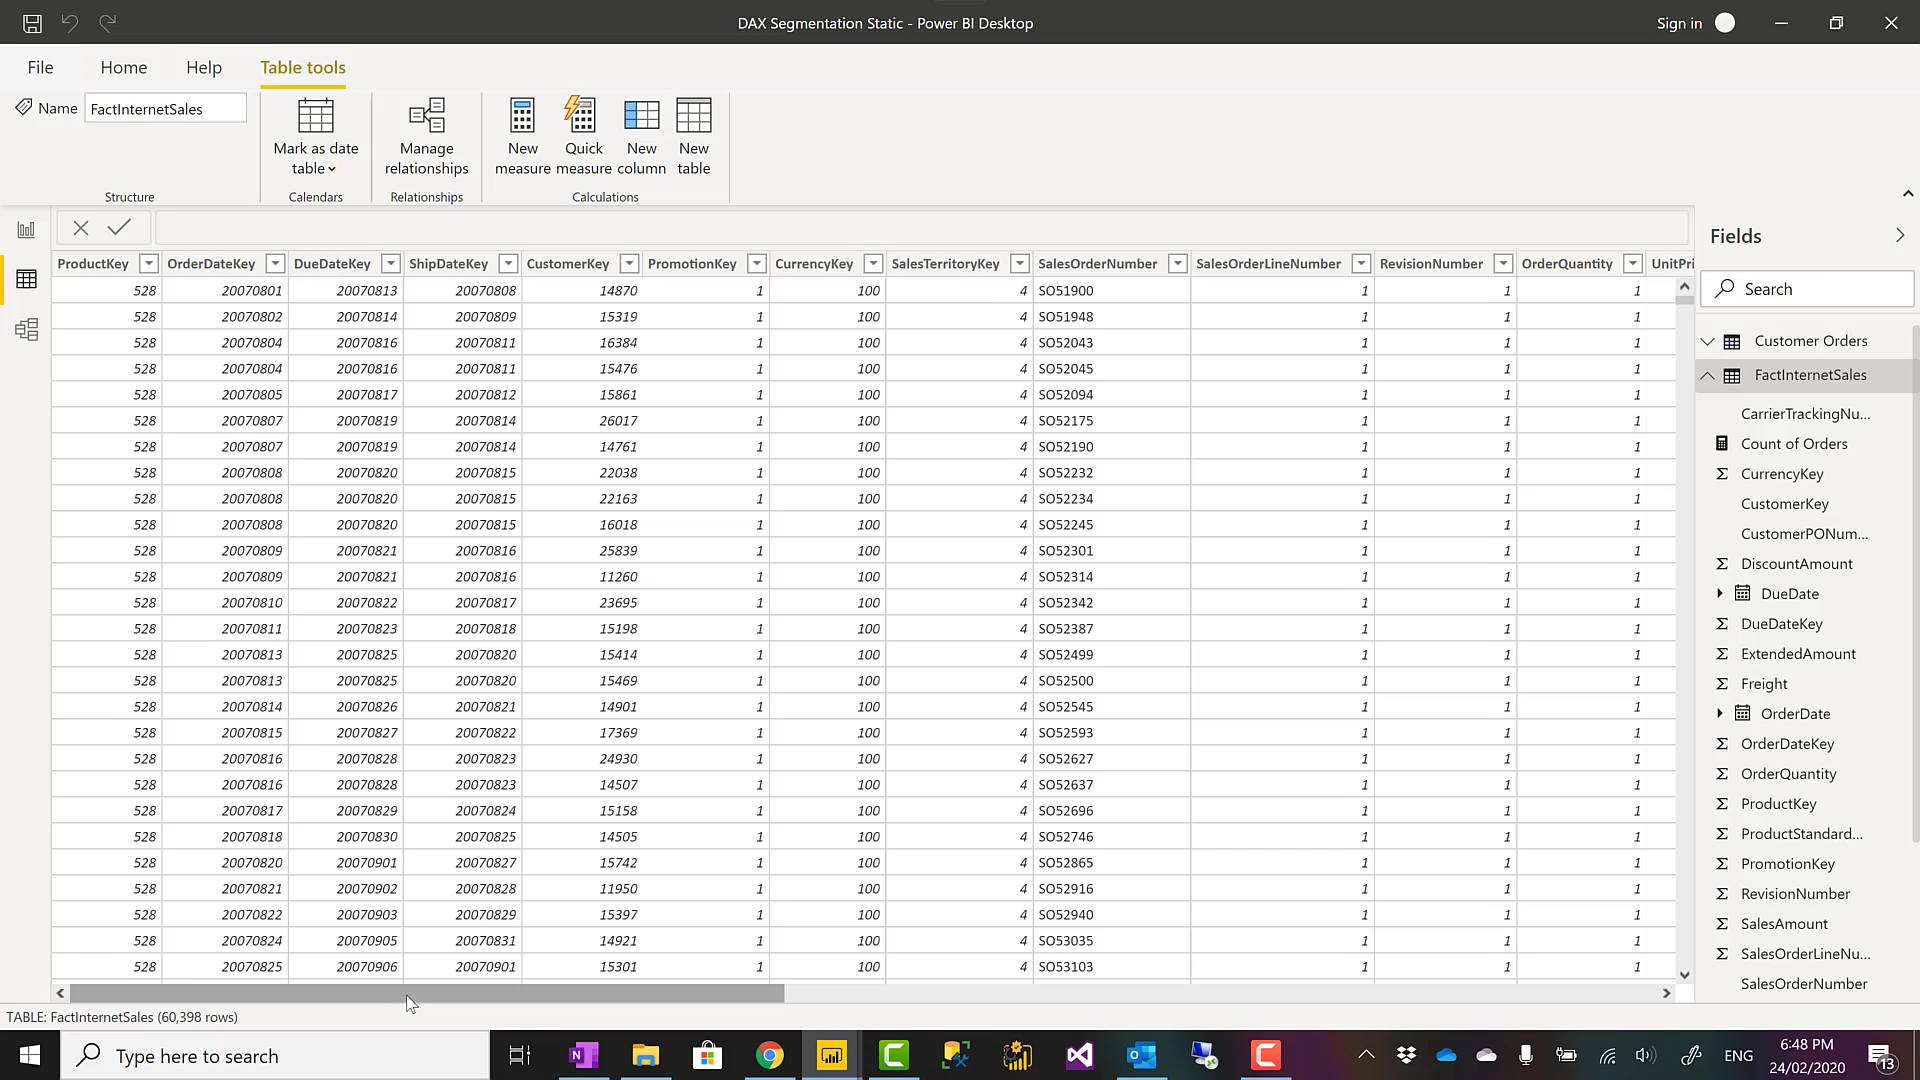 DAX Segmentation Static - Power BI Desktop
Sign in
File Home Help Table tools
Name FactInternetSales
Mark as date table
Manage relationships
New measure
Quick measure
New column
New table
Structure Calendars Relationships Calculations
ProductKey OrderDateKey DueDateKey ShipDateKey CustomerKey PromotionKey CurrencyKey SalesTerritoryKey SalesOrderNumber SalesOrderLineNumber RevisionNumber OrderQuantity UnitPri
528 20070801 20070813 20070808 14870 1 100 4 SO51900 1 1 1
528 20070802 20070814 20070809 15319 1 100 4 SO51948 1 1 1
528 20070804 20070816 20070811 16384 1 100 4 SO52043 1 1 1
528 20070804 20070816 20070811 15476 1 100 4 SO52045 1 1 1
528 20070805 20070817 20070812 15861 1 100 4 SO52094 1 1 1
528 20070807 20070819 20070814 26017 1 100 4 SO52175 1 1 1
528 20070807 20070819 20070814 14761 1 100 4 SO52190 1 1 1
528 20070808 20070820 20070815 22038 1 100 4 SO52232 1 1 1
528 20070808 20070820 20070815 22163 1 100 4 SO52234 1 1 1
528 20070808 20070820 20070815 16018 1 100 4 SO52245 1 1 1
528 20070809 20070821 20070816 25839 1 100 4 SO52301 1 1 1
528 20070809 20070821 20070816 11260 1 100 4 SO52314 1 1 1
528 20070810 20070822 20070817 23695 1 100 4 SO52342 1 1 1
528 20070811 20070823 20070818 15198 1 100 4 SO52387 1 1 1
528 20070813 20070825 20070820 15414 1 100 4 SO52499 1 1 1
528 20070813 20070825 20070820 15469 1 100 4 SO52500 1 1 1
528 20070814 20070826 20070821 14901 1 100 4 SO52545 1 1 1
528 20070815 20070827 20070822 17369 1 100 4 SO52593 1 1 1
528 20070816 20070828 20070823 24930 1 100 4 SO52627 1 1 1
528 20070816 20070828 20070823 14507 1 100 4 SO52637 1 1 1
528 20070817 20070829 20070824 15158 1 100 4 SO52696 1 1 1
528 20070818 20070830 20070825 14505 1 100 4 SO52746 1 1 1
528 20070820 20070901 20070827 15742 1 100 4 SO52865 1 1 1
528 20070821 20070902 20070828 11950 1 100 4 SO52916 1 1 1
528 20070822 20070903 20070829 15397 1 100 4 SO52940 1 1 1
528 20070824 20070905 20070831 14921 1 100 4 SO53035 1 1 1
528 20070825 20070906 20070901 15301 1 100 4 SO53103 1 1 1
Fields
Search
Customer Orders
FactInternetSales
CarrierTrackingNu...
Count of Orders
CurrencyKey
CustomerKey
CustomerPONum...
DiscountAmount
DueDate
DueDateKey
ExtendedAmount
Freight
OrderDate
OrderDateKey
OrderQuantity
ProductKey
ProductStandard...
PromotionKey
RevisionNumber
SalesAmount
SalesOrderLineNu...
SalesOrderNumber
TABLE: FactInternetSales (60,398 rows)
Type here to search
ENG
6:48 PM
24/02/2020
13